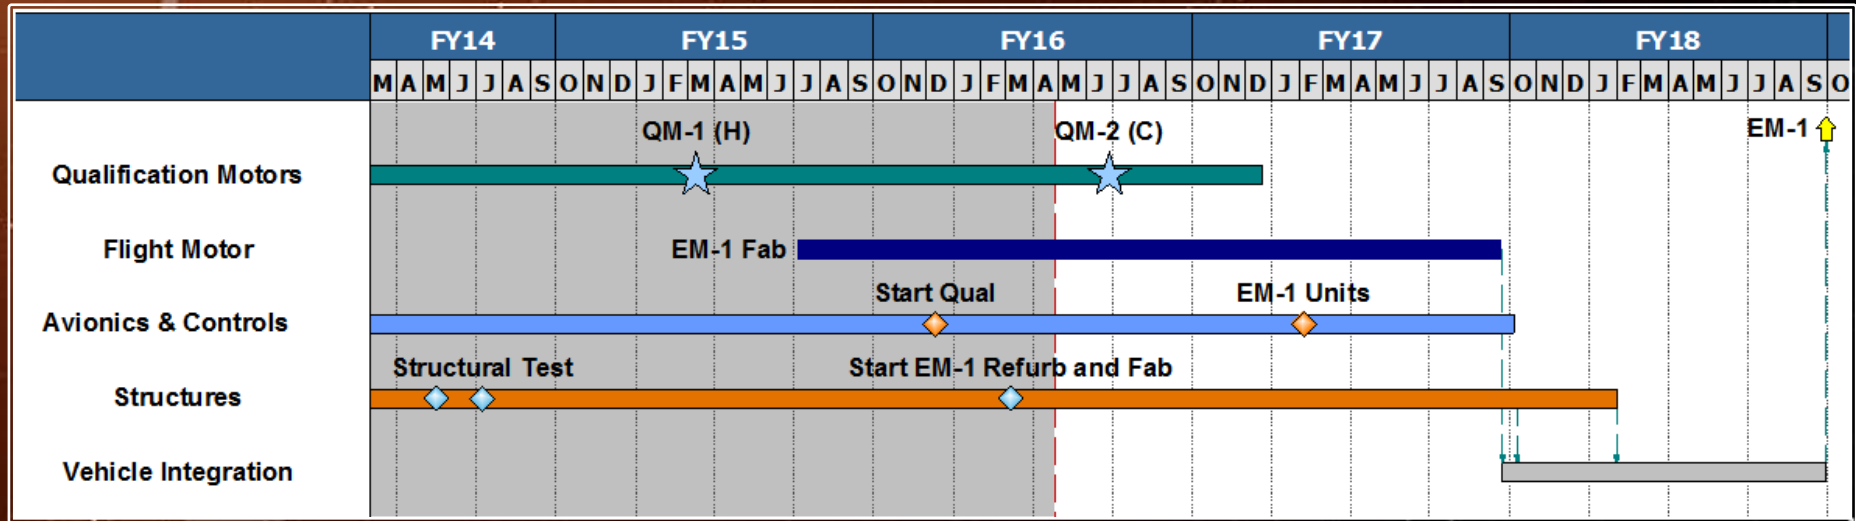 FY14 FY15 FY16 FY17 FY18
M A M J J A S O N D J F M A M J J A S O N D J F M A M J J A S O N D J F M A M J J A S O N D J F M A M J J A S O
QM-1 (H) QM-2 (C) EM-1
Qualification Motors
Flight Motor EM-1 Fab
Start Qual EM-1 Units
Avionics & Controls
Structural Test Start EM-1 Refurb and Fab
Structures
Vehicle Integration